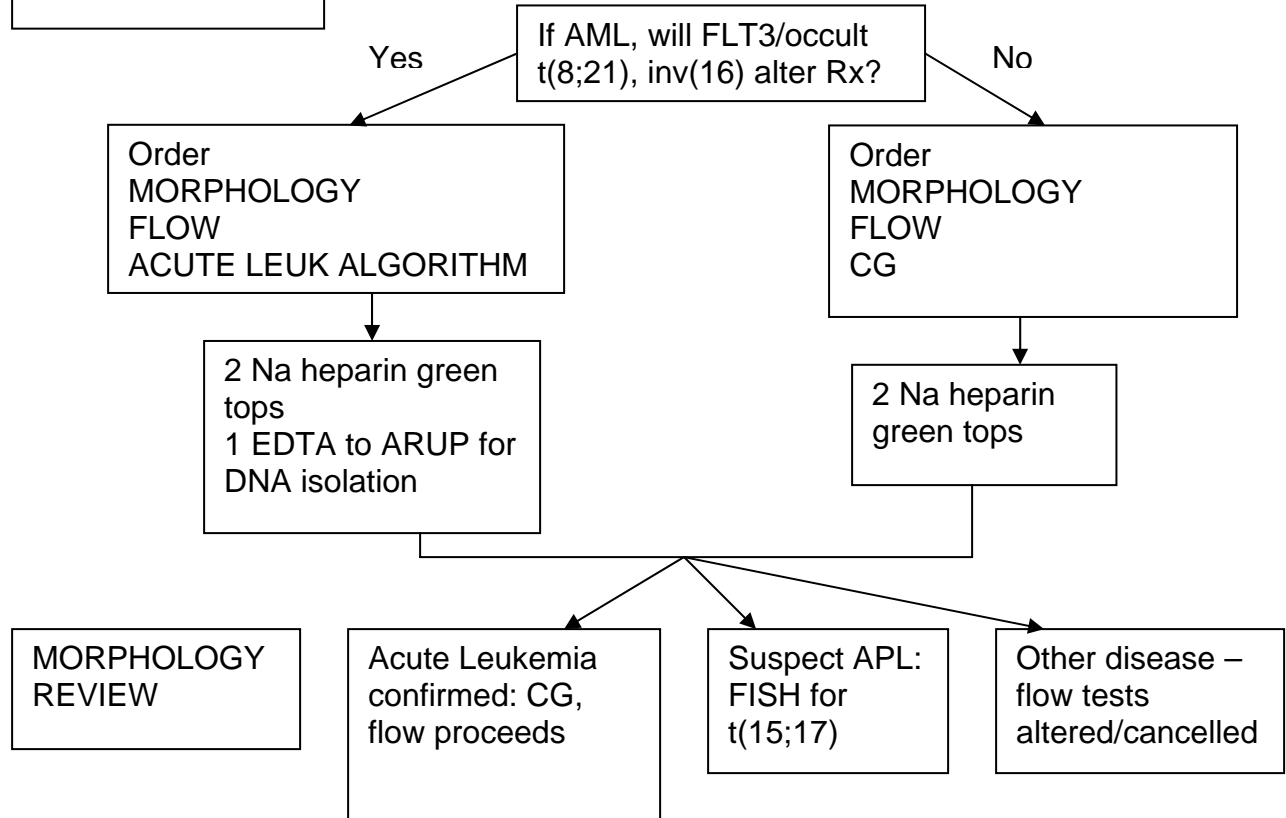 If AML, will FLT3/occult
t(8;21), inv(16) alter Rx?
Yes
No
Order
MORPHOLOGY
FLOW
ACUTE LEUK ALGORITHM
Order
MORPHOLOGY
FLOW
CG
2 Na heparin green
tops
1 EDTA to ARUP for
DNA isolation
2 Na heparin
green tops
MORPHOLOGY
REVIEW
Acute Leukemia
confirmed: CG,
flow proceeds
Suspect APL:
FISH for
t(15;17)
Other disease –
flow tests
altered/cancelled